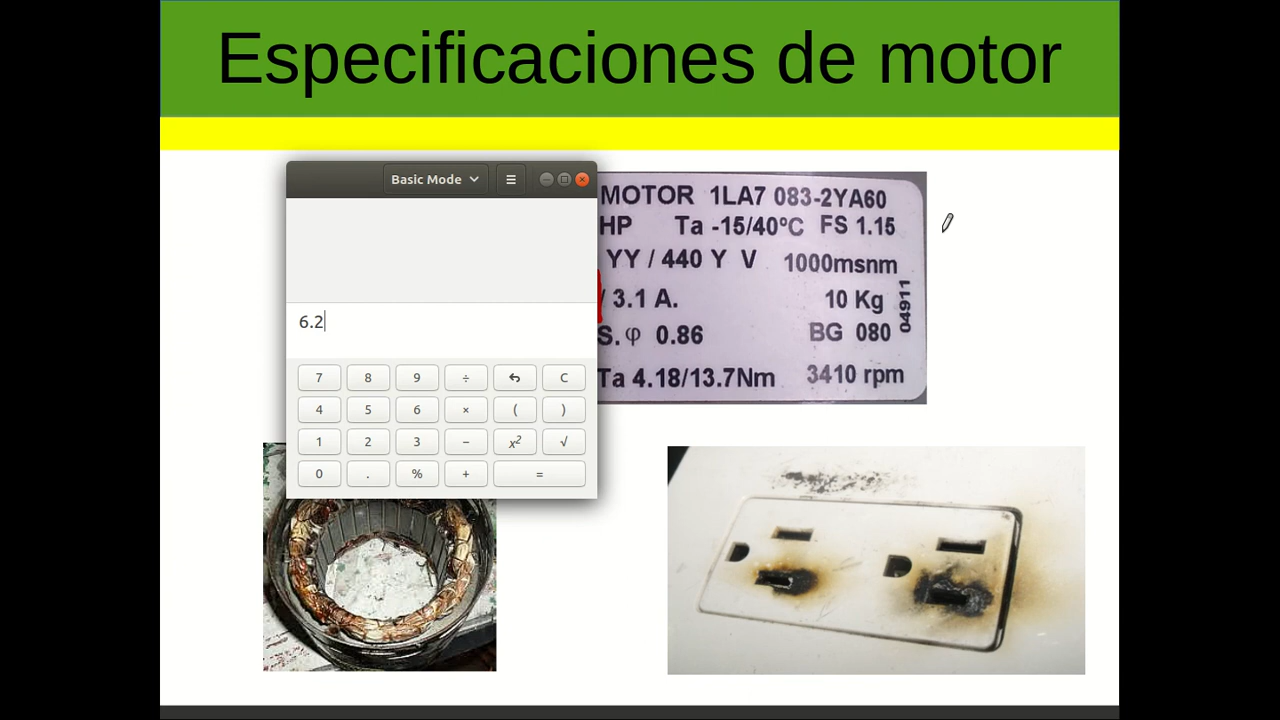 Especificaciones de motor
Basic Mode
6.2
7 8 9 ÷ C
4 5 6 × ( )
1 2 3 − x² √
0 . % + =
MOTOR 1LA7 083-2YA60
HP Ta -15/40ºC FS 1.15
YY / 440 Y V 1000msnm
/ 3.1 A. 10 Kg
S. φ 0.86 BG 080
04911
Ta 4.18/13.7Nm 3410 rpm